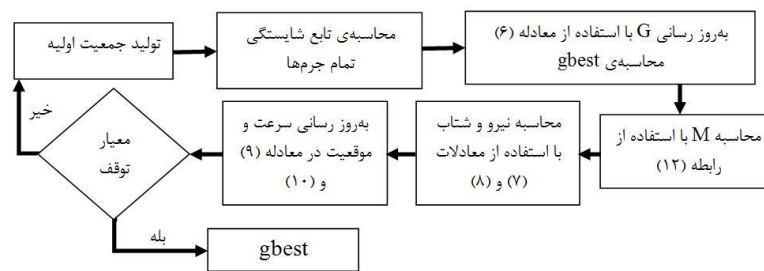 تولید جمعیت اولیه
محاسبه‌ی تابع شایستگی
تمام جرم‌ها
به‌روز رسانی G با استفاده از معادله (۶)
محاسبه‌ی gbest
محاسبه M با استفاده از
رابطه (۱۲)
محاسبه نیرو و شتاب
با استفاده از معادلات
(۷) و (۸)
به‌روز رسانی سرعت و
موقعیت در معادله (۹)
و (۱۰)
معیار
توقف
خیر
بله
gbest